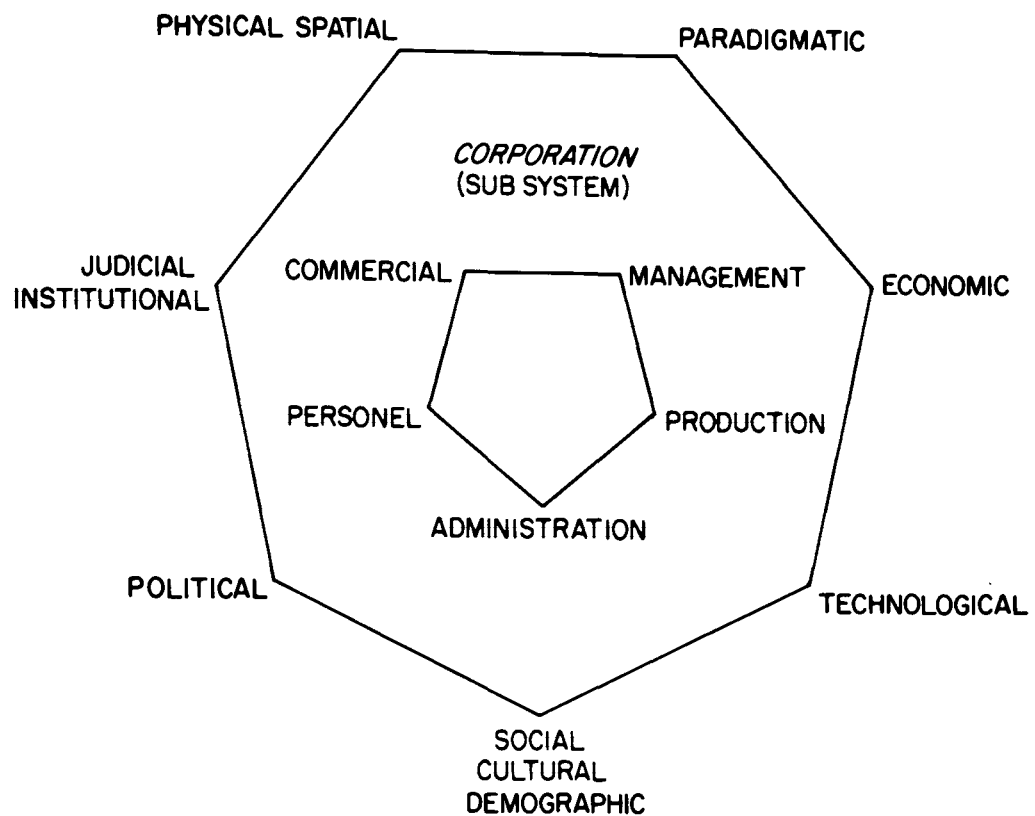 PHYSICAL SPATIAL
PARADIGMATIC
CORPORATION
(SUB SYSTEM)
JUDICIAL
INSTITUTIONAL
COMMERCIAL
MANAGEMENT
ECONOMIC
PERSONEL
PRODUCTION
ADMINISTRATION
POLITICAL
TECHNOLOGICAL
SOCIAL
CULTURAL
DEMOGRAPHIC